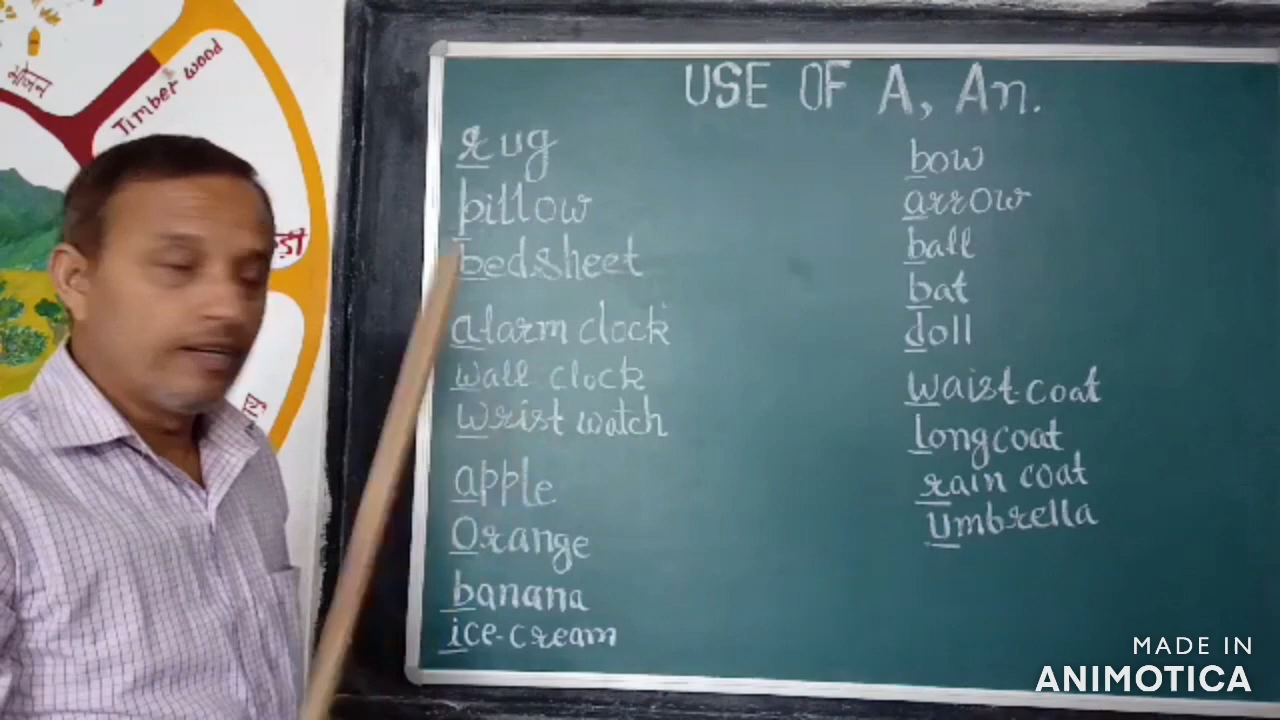 भोजन
Timber wood
USE OF A, An.
rug
pillow
bedsheet
alarm clock
wall clock
wrist watch
apple
Orange
banana
ice-cream
bow
arrow
ball
bat
doll
waist-coat
longcoat
rain coat
umbrella
MADE IN
ANIMOTICA